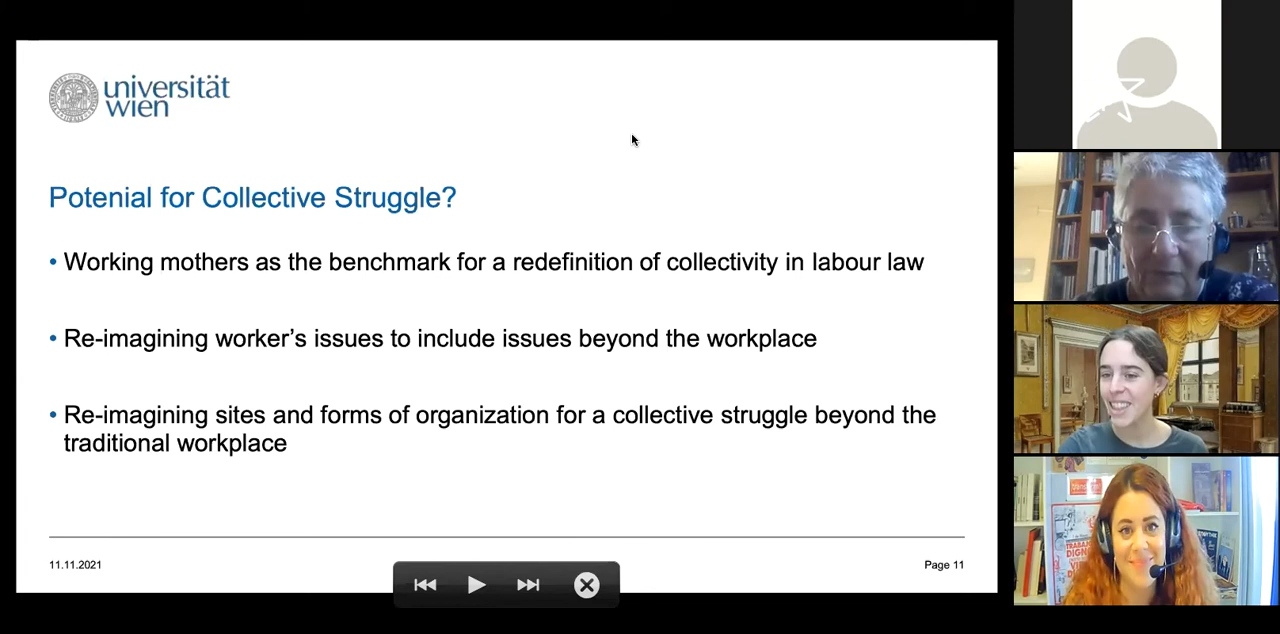 universität
wien
Potenial for Collective Struggle?
• Working mothers as the benchmark for a redefinition of collectivity in labour law
• Re-imagining worker's issues to include issues beyond the workplace
• Re-imagining sites and forms of organization for a collective struggle beyond the
traditional workplace
11.11.2021
Page 11
TRABAJO
DIGNO